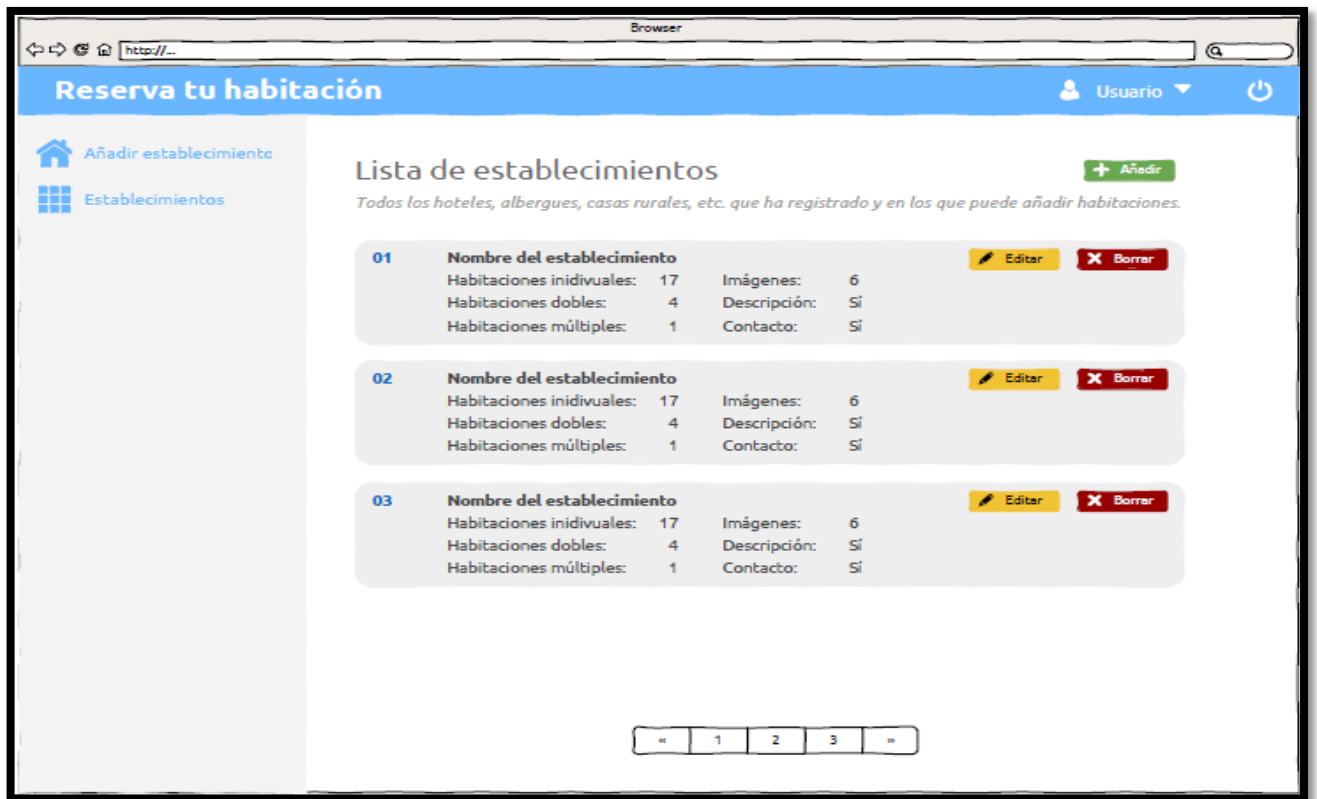 Browser
http://...
Reserva tu habitación
Usuario
Añadir establecimiento
Establecimientos
Lista de establecimientos
+ Añadir
Todos los hoteles, albergues, casas rurales, etc. que ha registrado y en los que puede añadir habitaciones.
01 Nombre del establecimiento Editar Borrar
Habitaciones inidivuales: 17 Imágenes: 6
Habitaciones dobles: 4 Descripción: Sí
Habitaciones múltiples: 1 Contacto: Sí
02 Nombre del establecimiento Editar Borrar
Habitaciones inidivuales: 17 Imágenes: 6
Habitaciones dobles: 4 Descripción: Sí
Habitaciones múltiples: 1 Contacto: Sí
03 Nombre del establecimiento Editar Borrar
Habitaciones inidivuales: 17 Imágenes: 6
Habitaciones dobles: 4 Descripción: Sí
Habitaciones múltiples: 1 Contacto: Sí
« 1 2 3 »